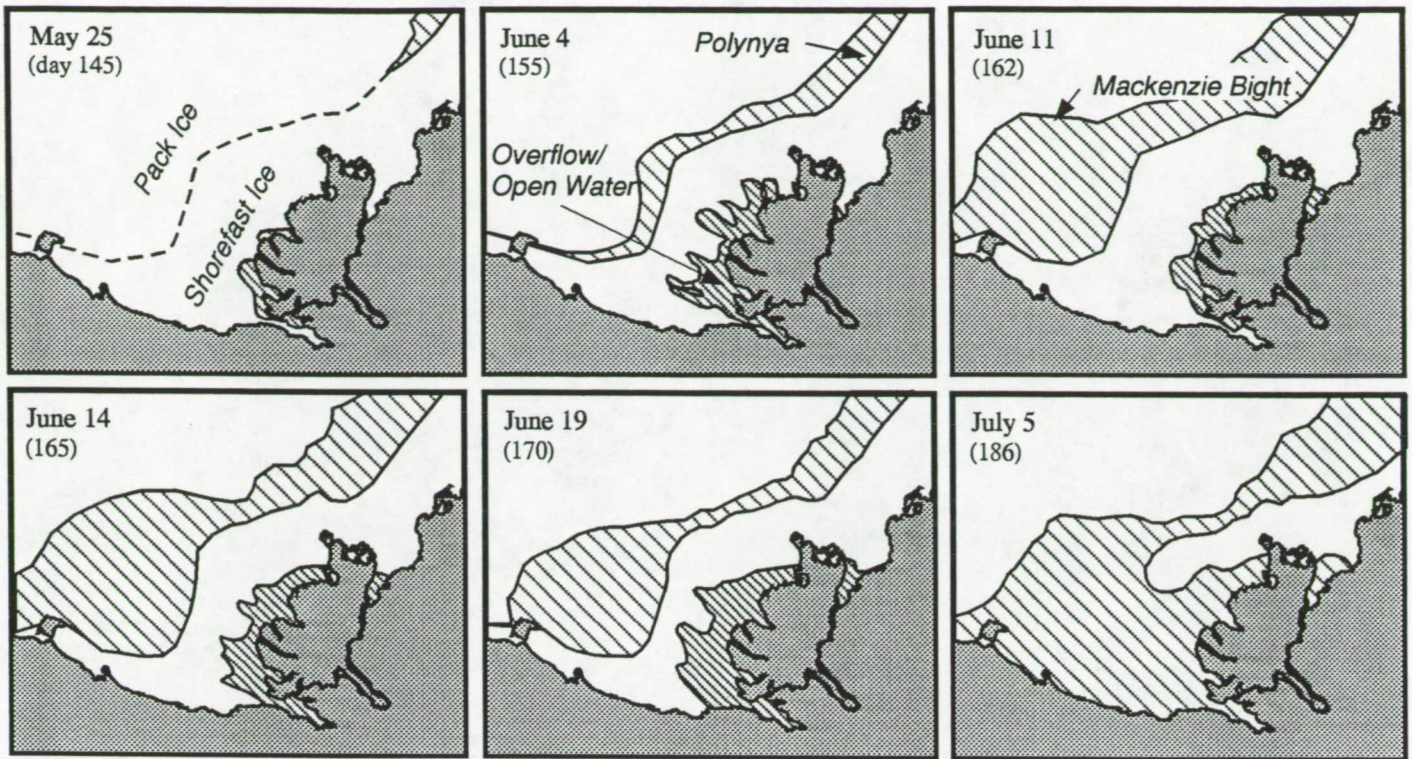 May 25
(day 145)
Pack Ice
Shorefast Ice
June 4
(155)
Polynya
Overflow/
Open Water
June 11
(162)
Mackenzie Bight
June 14
(165)
June 19
(170)
July 5
(186)